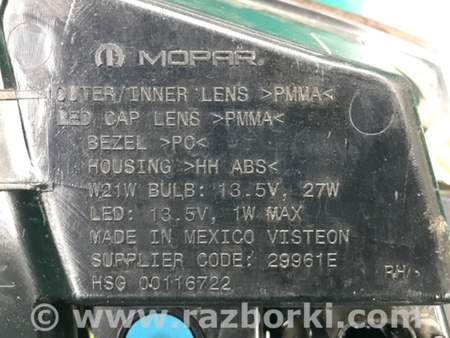 MOPAR
OUTER/INNER LENS >PMMA<
LED CAP LENS >PMMA<
BEZEL >PC<
HOUSING >HH ABS<
W21W BULB: 13.5V, 27W
LED: 13.5V, 1W MAX
MADE IN MEXICO VISTEON
SUPPLIER CODE: 29961E
RH
HSG 00116722
www.razborki.com